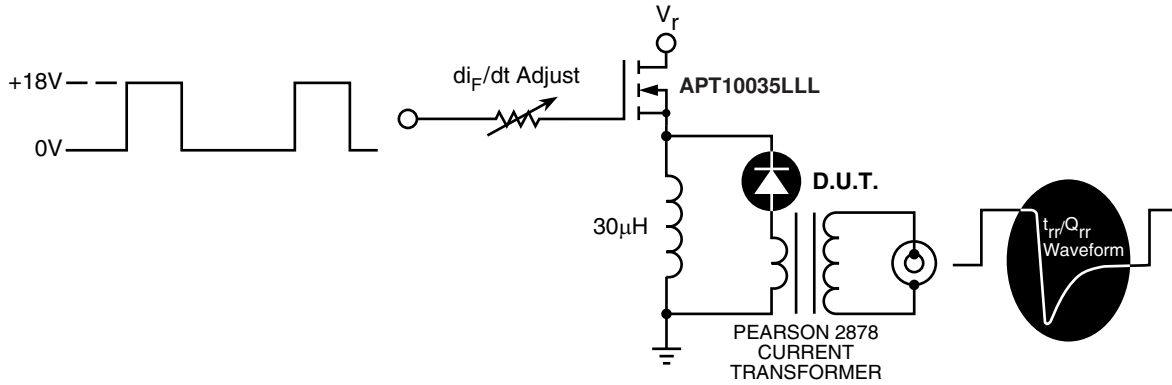 V_r
+18V
0V
di_F/dt Adjust
APT10035LLL
D.U.T.
30μH
t_rr/Q_rr
Waveform
PEARSON 2878
CURRENT
TRANSFORMER